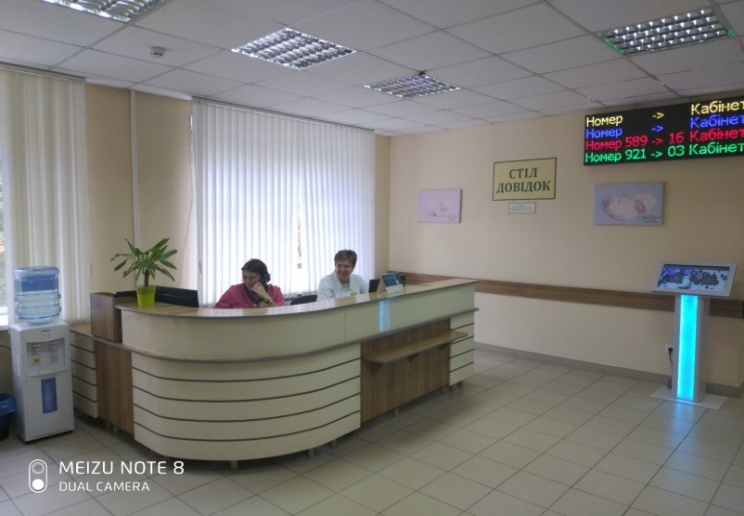 Номер -> Кабінет
Номер -> Кабінет
Номер 589 -> 16 Кабінет
Номер 921 -> 03 Кабінет
СТІЛ
ДОВІДОК
MEIZU NOTE 8
DUAL CAMERA